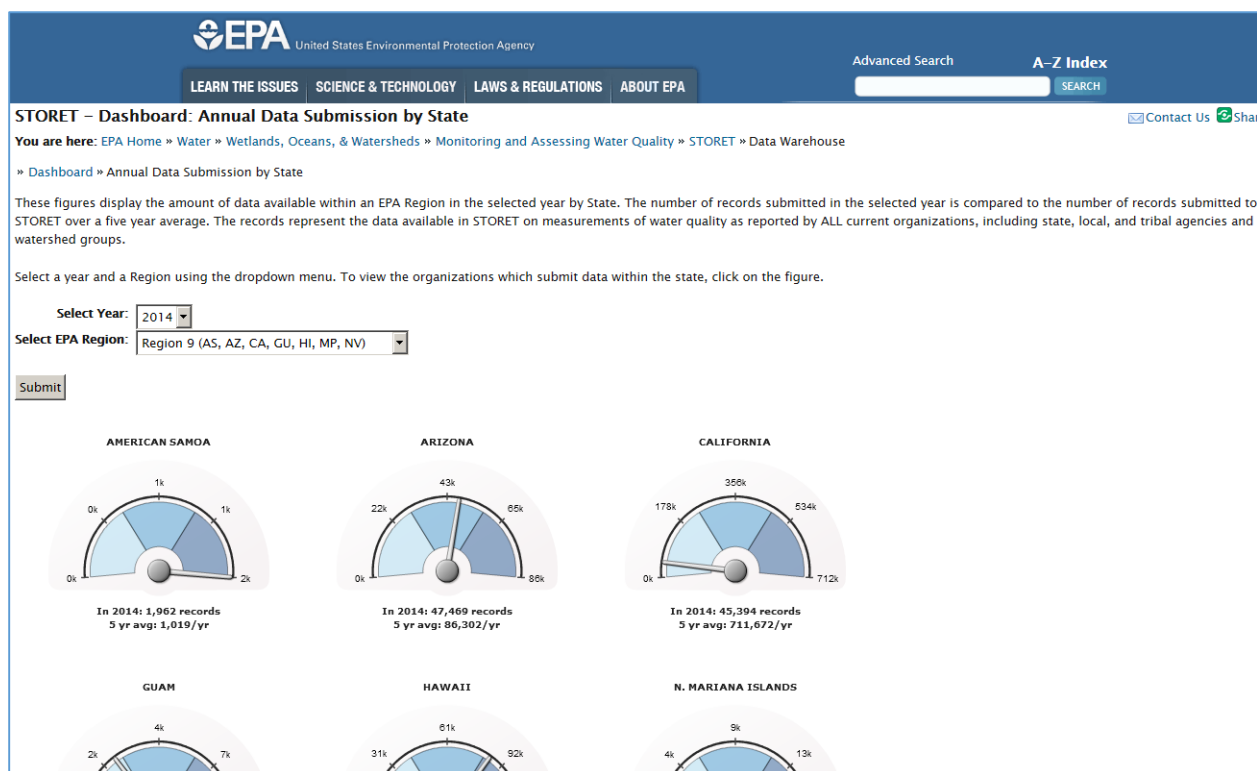 EPA United States Environmental Protection Agency
Advanced Search
A-Z Index
LEARN THE ISSUES SCIENCE & TECHNOLOGY LAWS & REGULATIONS ABOUT EPA
SEARCH
STORET – Dashboard: Annual Data Submission by State
Contact Us Shar
You are here: EPA Home » Water » Wetlands, Oceans, & Watersheds » Monitoring and Assessing Water Quality » STORET » Data Warehouse
» Dashboard » Annual Data Submission by State
These figures display the amount of data available within an EPA Region in the selected year by State. The number of records submitted in the selected year is compared to the number of records submitted to
STORET over a five year average. The records represent the data available in STORET on measurements of water quality as reported by ALL current organizations, including state, local, and tribal agencies and
watershed groups.
Select a year and a Region using the dropdown menu. To view the organizations which submit data within the state, click on the figure.
Select Year: 2014
Select EPA Region: Region 9 (AS, AZ, CA, GU, HI, MP, NV)
Submit
AMERICAN SAMOA
1k
0k 1k
0k 2k
In 2014: 1,962 records
5 yr avg: 1,019/yr
ARIZONA
43k
22k 65k
0k 86k
In 2014: 47,469 records
5 yr avg: 86,302/yr
CALIFORNIA
356k
178k 534k
0k 712k
In 2014: 45,394 records
5 yr avg: 711,672/yr
GUAM
4k
2k 7k
HAWAII
61k
31k 92k
N. MARIANA ISLANDS
9k
4k 13k